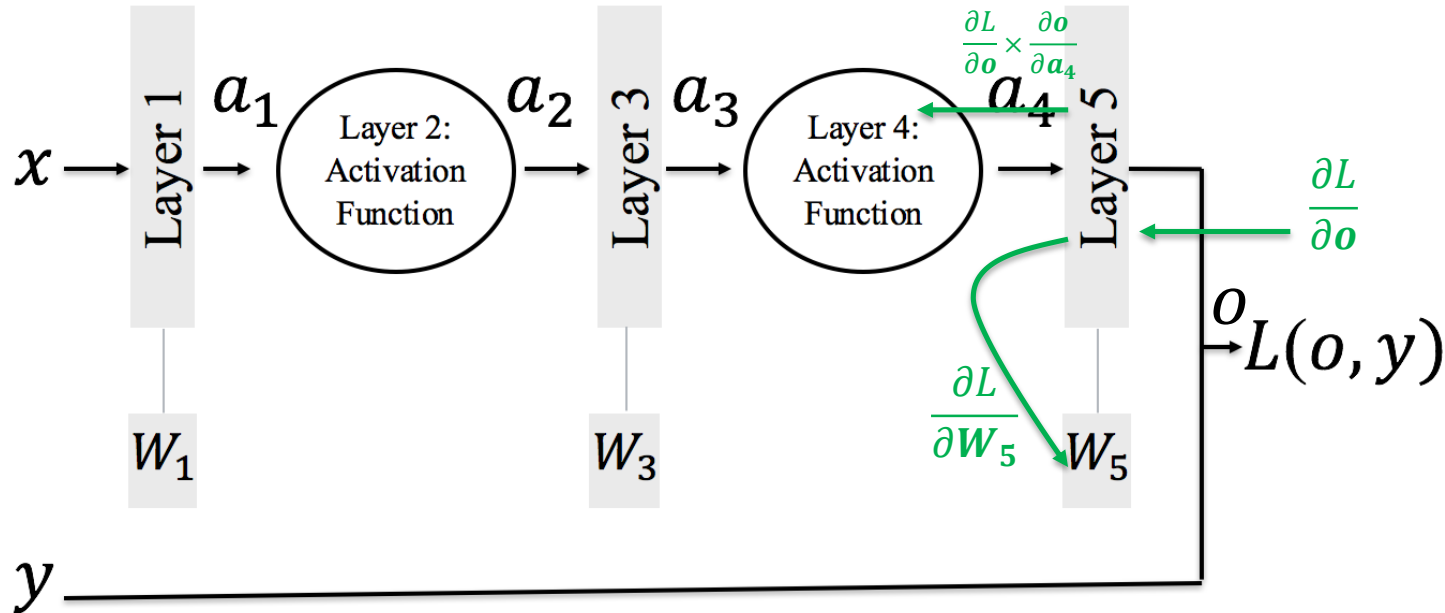 ∂L/∂o × ∂o/∂a₄
x
Layer 1
a₁
Layer 2:
Activation
Function
a₂
Layer 3
a₃
Layer 4:
Activation
Function
a₄
Layer 5
∂L/∂o
o
L(o, y)
∂L/∂W₅
W₁
W₃
W₅
y